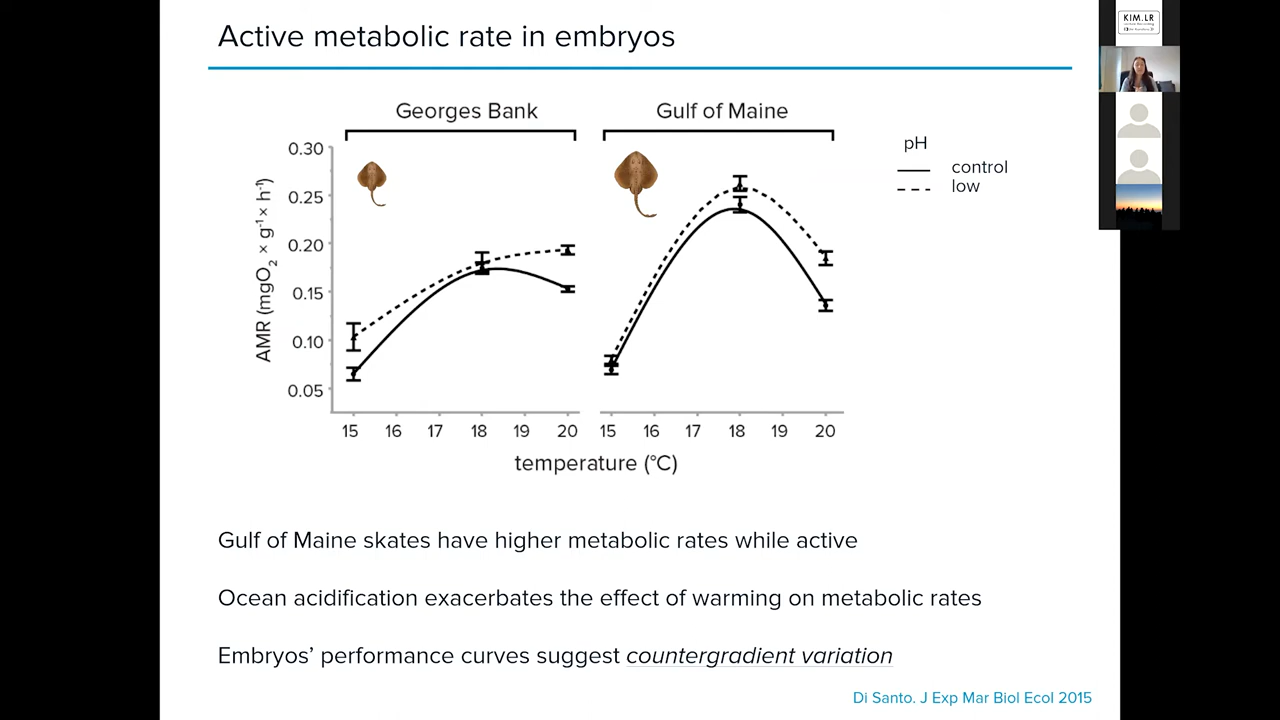 Active metabolic rate in embryos
KIM.LR
Georges Bank
Gulf of Maine
pH
control
low
AMR (mgO2 × g-1 × h-1)
0.30
0.25
0.20
0.15
0.10
0.05
15 16 17 18 19 20 15 16 17 18 19 20
temperature (°C)
Gulf of Maine skates have higher metabolic rates while active
Ocean acidification exacerbates the effect of warming on metabolic rates
Embryos’ performance curves suggest countergradient variation
Di Santo. J Exp Mar Biol Ecol 2015